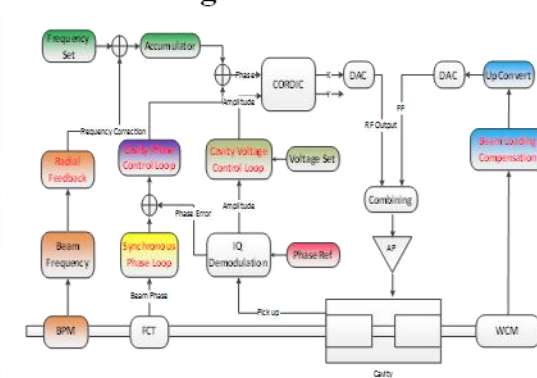 Frequency
Set
Accumulator
Phase
Amplitude
CORDIC
X
Y
DAC
DAC
Up Convert
Frequency Correction
RF Output
FF
Radial
Feedback
Cavity Phase
Control Loop
Cavity Voltage
Control Loop
Voltage Set
Beam Loading
Compensation
Combining
Phase Error
Amplitude
Beam
Frequency
Synchronous
Phase Loop
IQ
Demodulation
Phase Ref
AP
Beam Phase
Pick up
BPM
FCT
WCM
Cavity